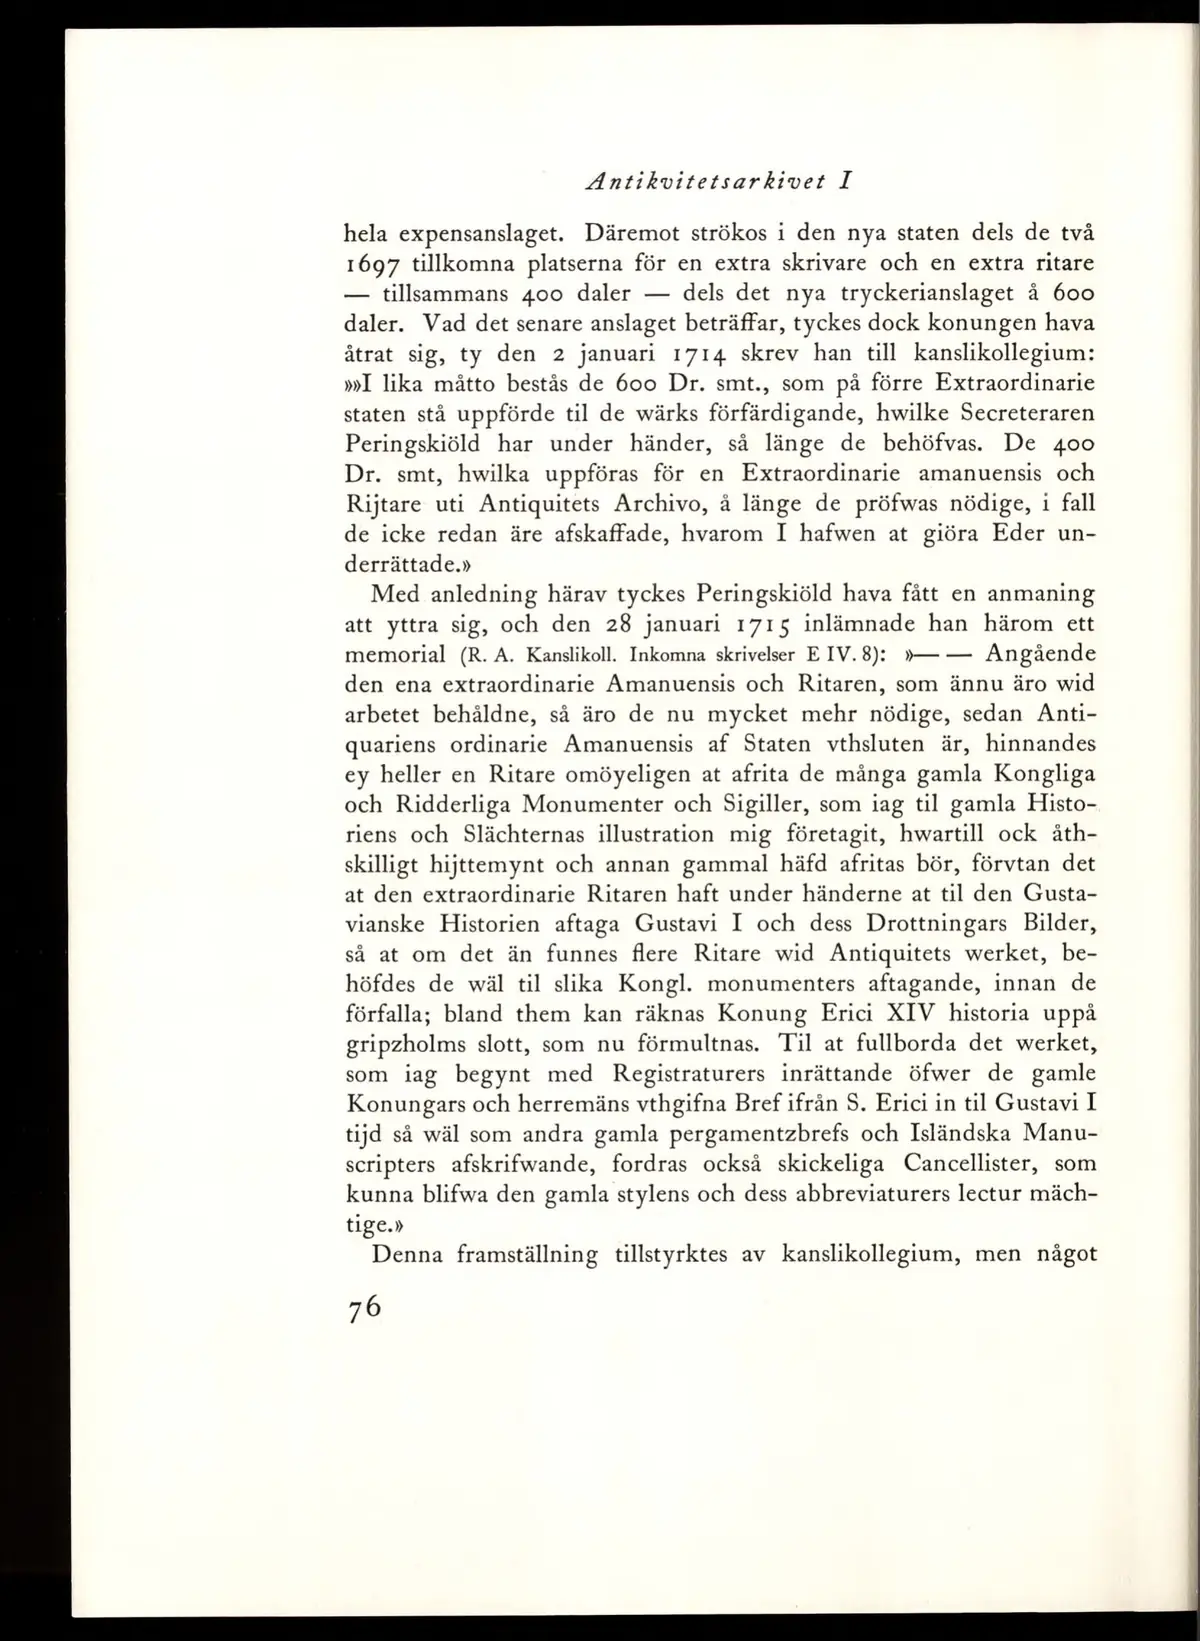 Antikvitetsarkivet I
hela expensanslaget. Däremot strökos i den nya staten dels de två
1697 tillkomna platserna för en extra skrivare och en extra ritare
— tillsammans 400 daler — dels det nya tryckerianslaget å 600
daler. Vad det senare anslaget beträffar, tyckes dock konungen hava
åtrat sig, ty den 2 januari 1714 skrev han till kanslikollegium:
»»I lika måtto bestås de 600 Dr. smt., som på förre Extraordinarie
staten stå uppförde til de wärks förfärdigande, hwilke Secreteraren
Peringskiöld har under händer, så länge de behöfvas. De 400
Dr. smt, hwilka uppföras för en Extraordinarie amanuensis och
Rijtare uti Antiquitets Archivo, å länge de pröfwas nödige, i fall
de icke redan äre afskaffade, hvarom I hafwen at giöra Eder un-
derrättade.»
Med anledning härav tyckes Peringskiöld hava fått en anmaning
att yttra sig, och den 28 januari 1715 inlämnade han härom ett
memorial (R. A. Kanslikoll. Inkomna skrivelser E IV. 8): »— — Angående
den ena extraordinarie Amanuensis och Ritaren, som ännu äro wid
arbetet behåldne, så äro de nu mycket mehr nödige, sedan Anti-
quariens ordinarie Amanuensis af Staten vthsluten är, hinnandes
ey heller en Ritare omöyeligen at afrita de många gamla Kongliga
och Ridderliga Monumenter och Sigiller, som iag til gamla Histo-
riens och Slächternas illustration mig företagit, hwartill ock åth-
skilligt hijttemynt och annan gammal häfd afritas bör, förvtan det
at den extraordinarie Ritaren haft under händerne at til den Gusta-
vianske Historien aftaga Gustavi I och dess Drottningars Bilder,
så at om det än funnes flere Ritare wid Antiquitets werket, be-
höfdes de wäl til slika Kongl. monumenters aftagande, innan de
förfalla; bland them kan räknas Konung Erici XIV historia uppå
gripzholms slott, som nu förmultnas. Til at fullborda det werket,
som iag begynt med Registraturers inrättande öfwer de gamle
Konungars och herremäns vthgifna Bref ifrån S. Erici in til Gustavi I
tijd så wäl som andra gamla pergamentzbrefs och Isländska Manu-
scripters afskrifwande, fordras också skickeliga Cancellister, som
kunna blifwa den gamla stylens och dess abbreviaturers lectur mäch-
tige.»
Denna framställning tillstyrktes av kanslikollegium, men något
76